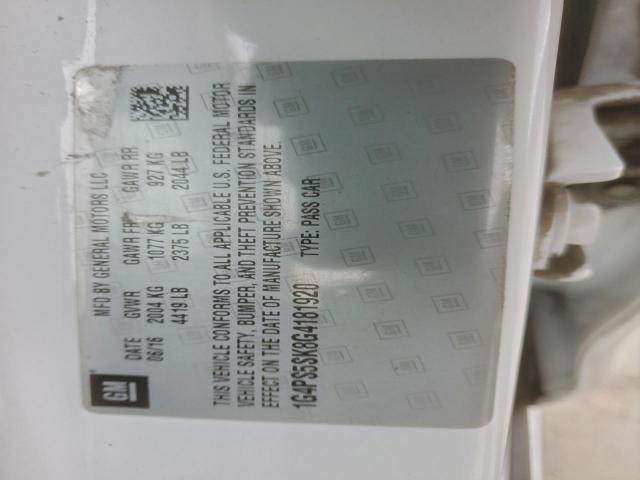 MFD BY GENERAL MOTORS LLC
DATE GVWR GAWR FR GAWR RR
06/16 2004 KG 1077 KG 927 KG
4419 LB 2375 LB 2044 LB
THIS VEHICLE CONFORMS TO ALL APPLICABLE U.S. FEDERAL MOTOR
VEHICLE SAFETY, BUMPER, AND THEFT PREVENTION STANDARDS IN
EFFECT ON THE DATE OF MANUFACTURE SHOWN ABOVE.
1G4PS5SK8G4181920 TYPE: PASS CAR
GM